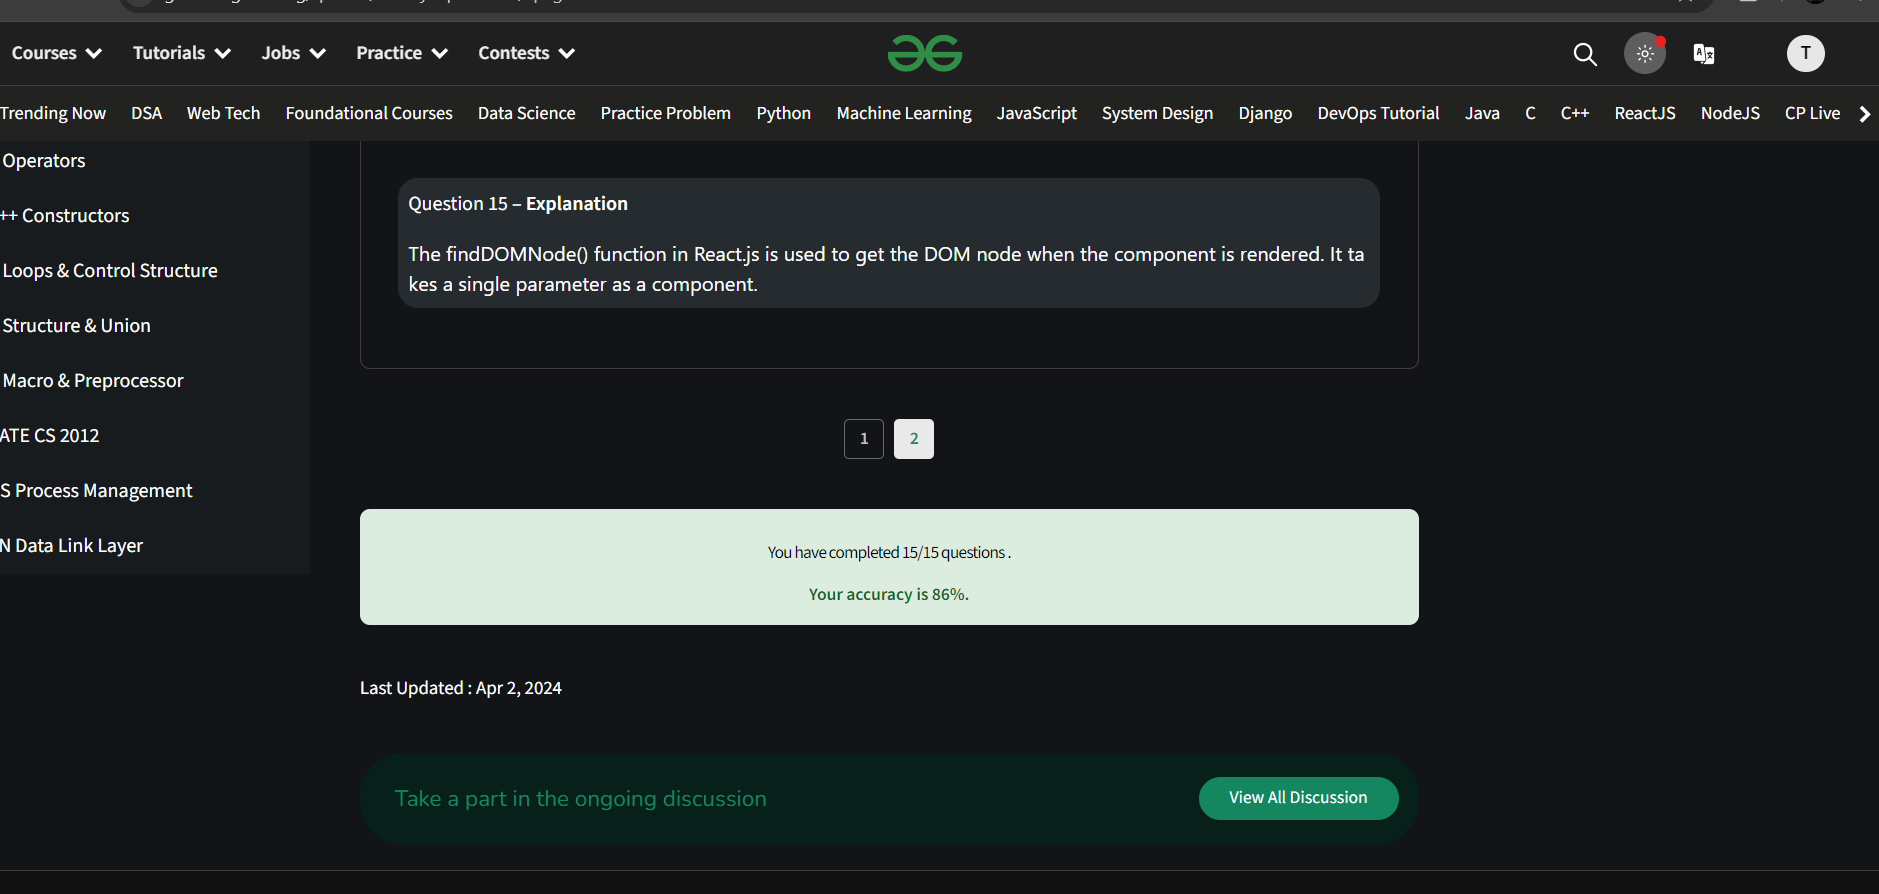 Courses Tutorials Jobs Practice Contests T
Trending Now DSA Web Tech Foundational Courses Data Science Practice Problem Python Machine Learning JavaScript System Design Django DevOps Tutorial Java C C++ ReactJS NodeJS CP Live
Operators
++ Constructors
Loops & Control Structure
Structure & Union
Macro & Preprocessor
ATE CS 2012
S Process Management
N Data Link Layer
Question 15 – Explanation
The findDOMNode() function in React.js is used to get the DOM node when the component is rendered. It ta
kes a single parameter as a component.
1 2
You have completed 15/15 questions .
Your accuracy is 86%.
Last Updated : Apr 2, 2024
Take a part in the ongoing discussion
View All Discussion